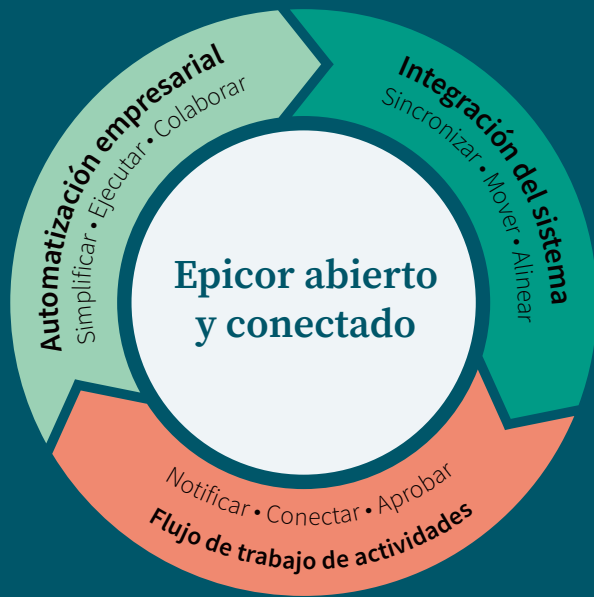 Automatización empresarial
Simplificar • Ejecutar • Colaborar
Integración del sistema
Sincronizar • Mover • Alinear
Epicor abierto
y conectado
Notificar • Conectar • Aprobar
Flujo de trabajo de actividades